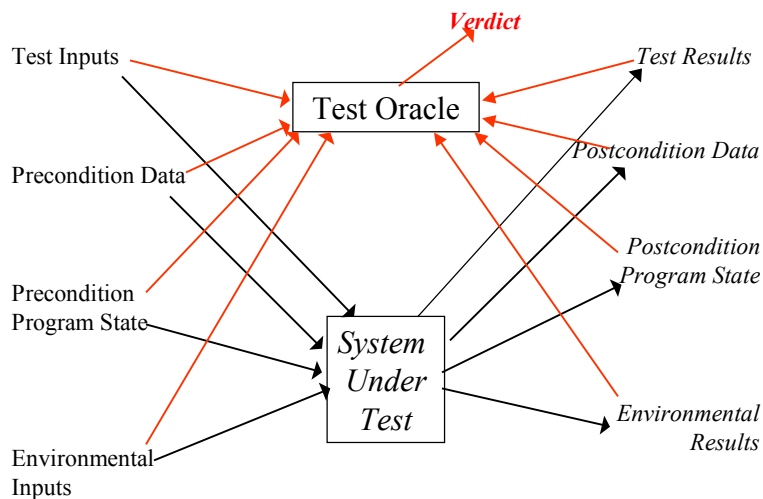 Verdict
Test Inputs
Test Results
Test Oracle
Precondition Data
Postcondition Data
Postcondition
Program State
Precondition
Program State
System
Under
Test
Environmental
Results
Environmental
Inputs